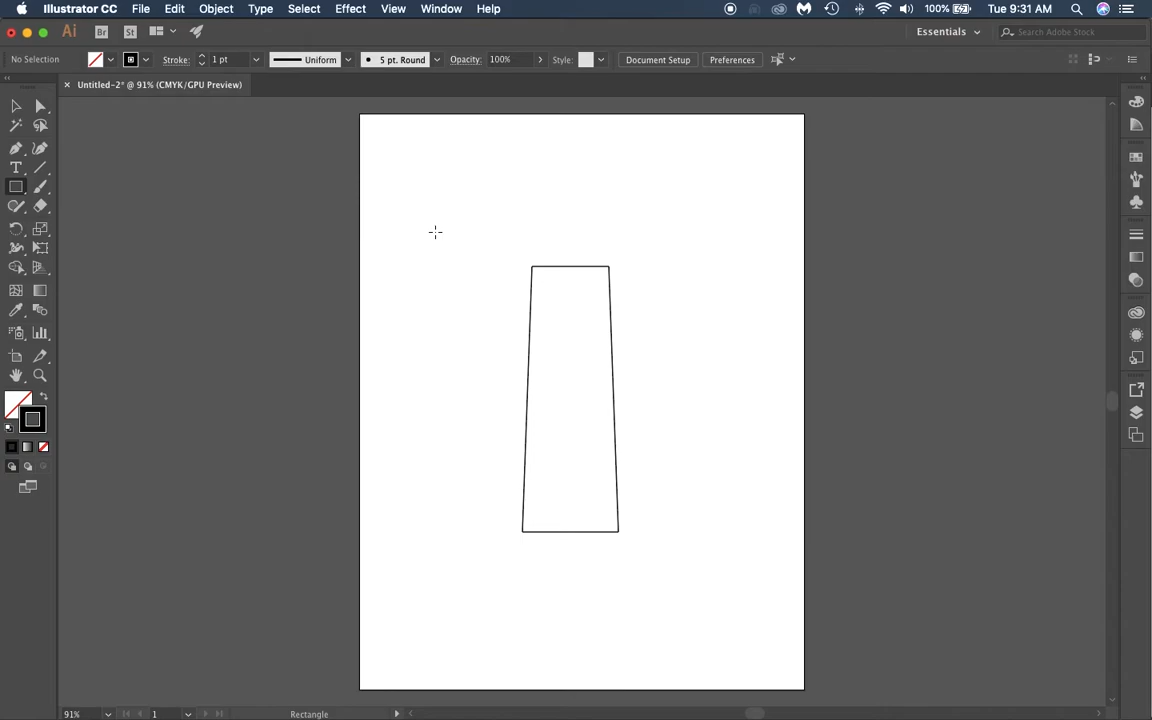 Illustrator CC File Edit Object Type Select Effect View Window Help 100% Tue 9:31 AM
Ai Br St Essentials Search Adobe Stock
No Selection Stroke: 1 pt Uniform 5 pt. Round Opacity: 100% Style: Document Setup Preferences
× Untitled-2* @ 91% (CMYK/GPU Preview)
T
91% 1 Rectangle